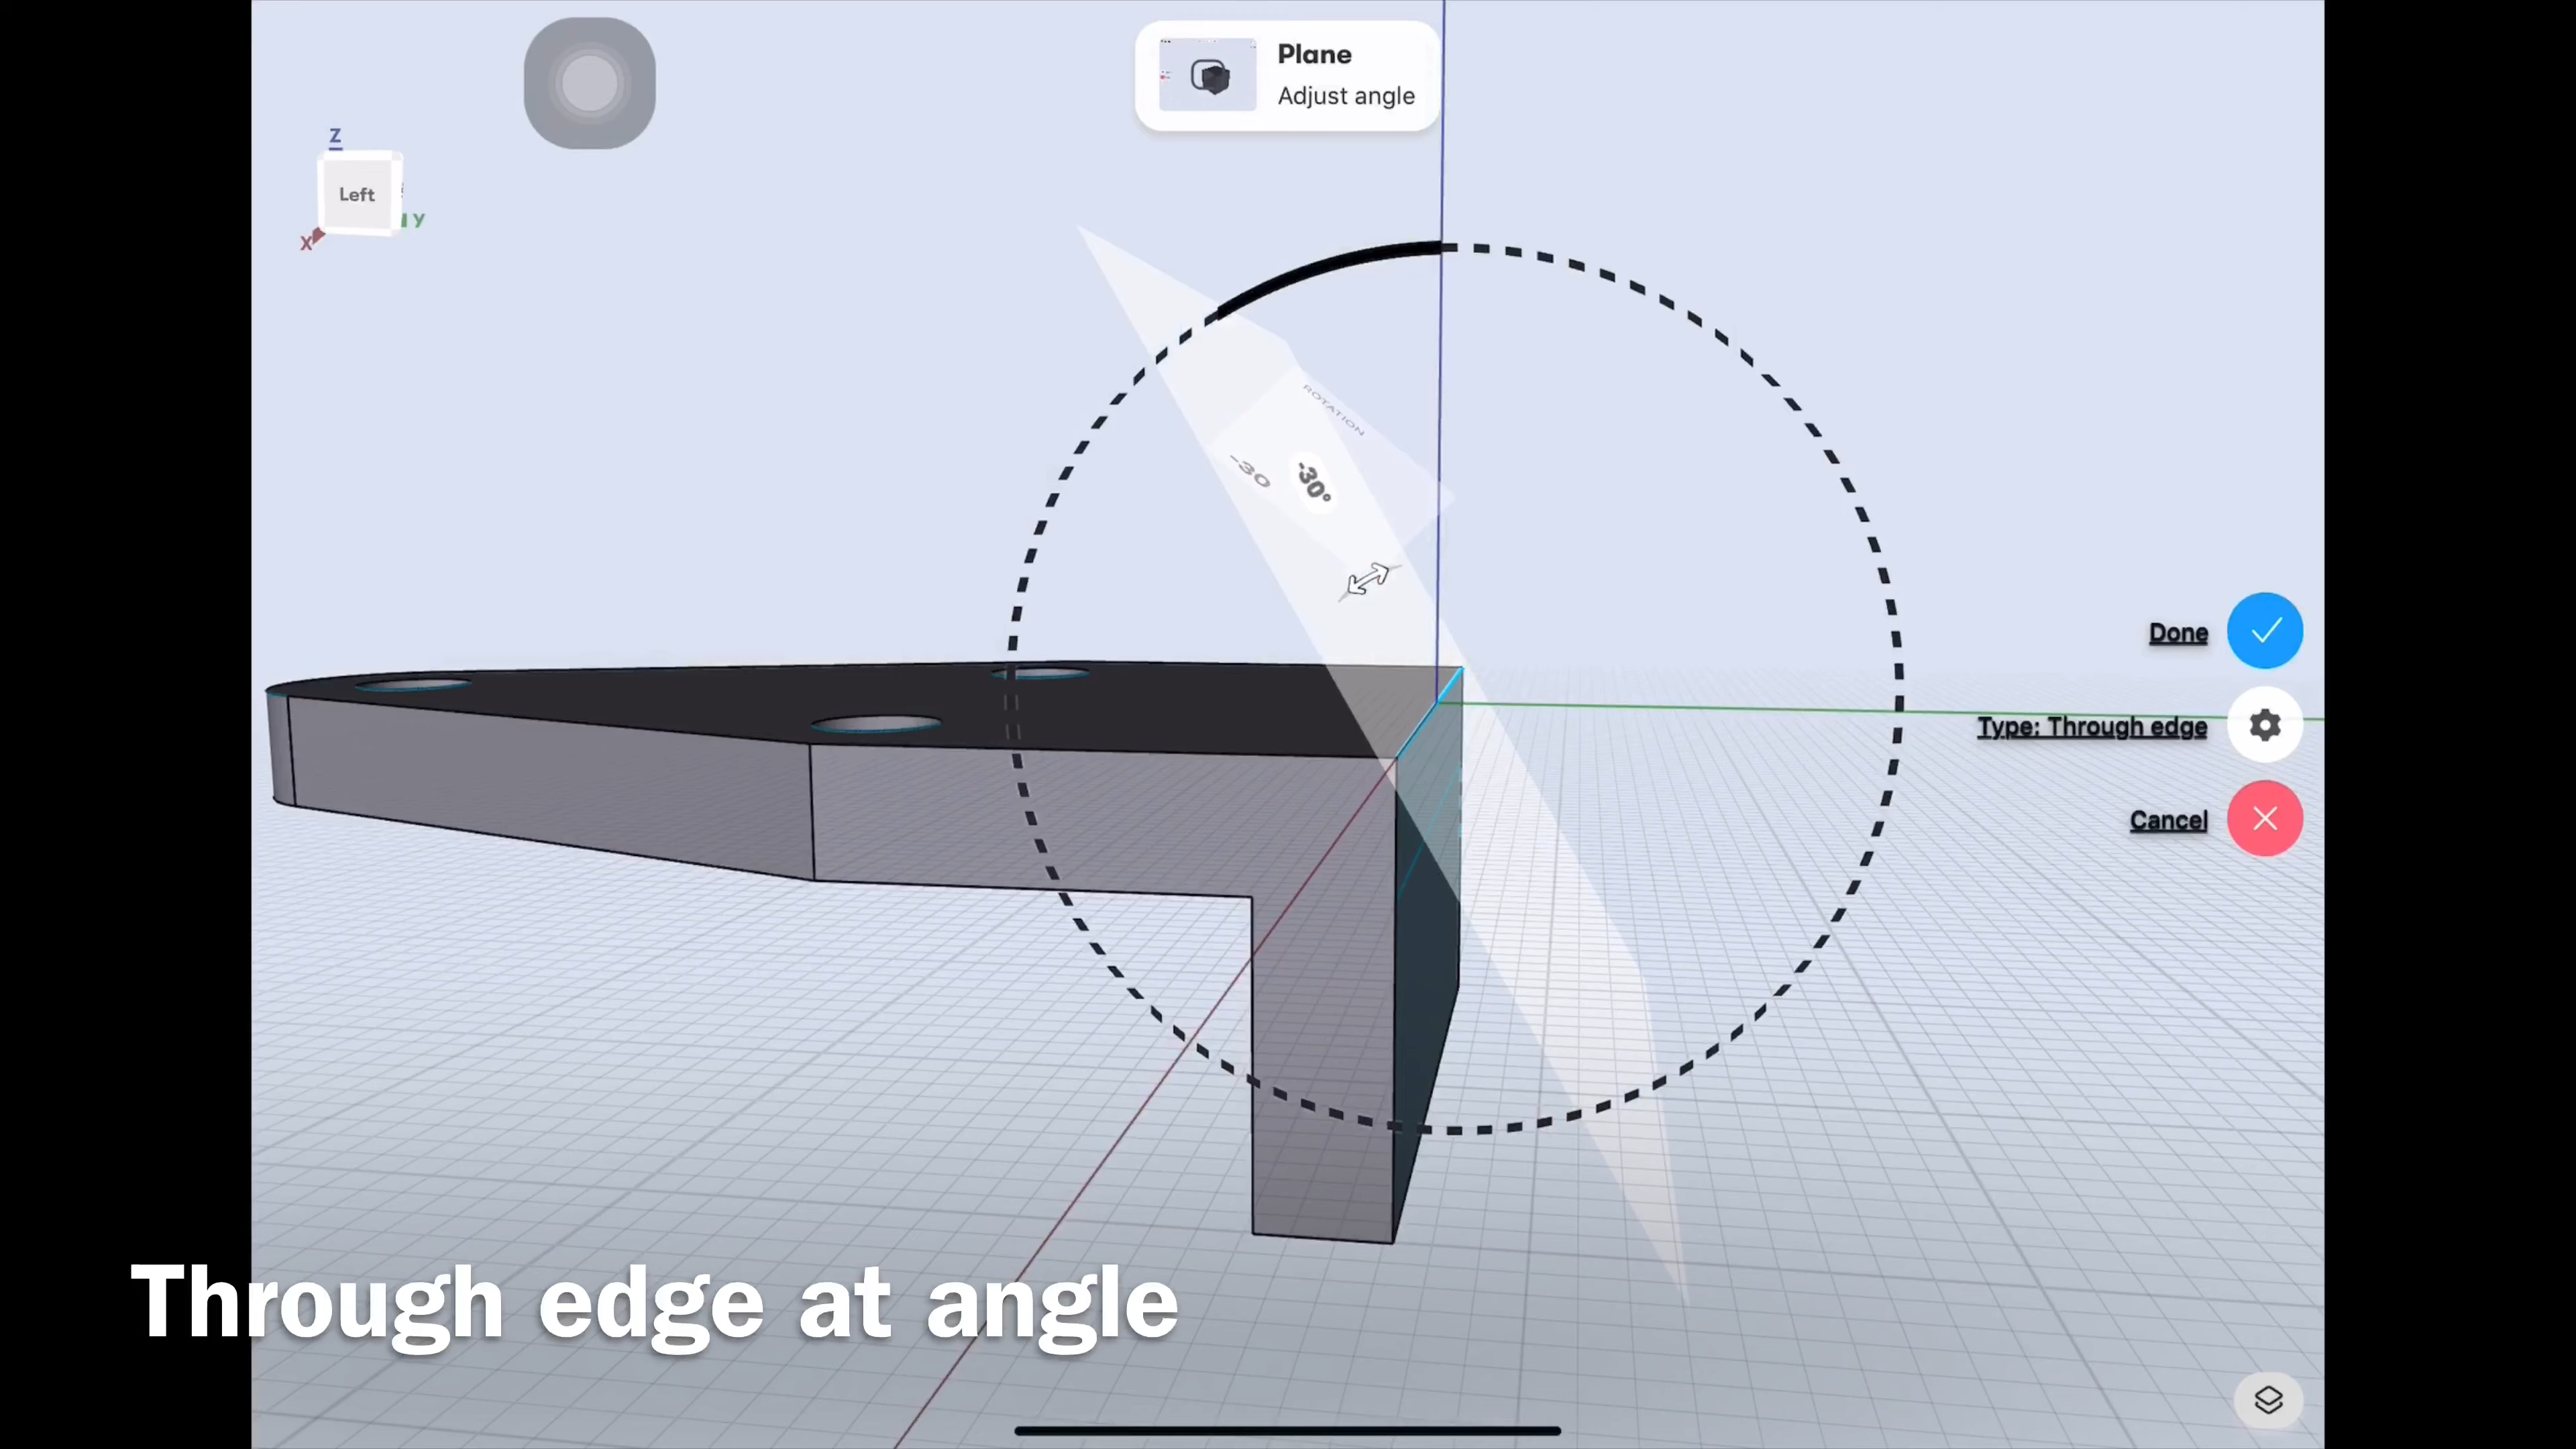 Plane
Adjust angle
Z
Left
Y
X
ROTATION
-30
-30°
Done
Type: Through edge
Cancel
Through edge at angle